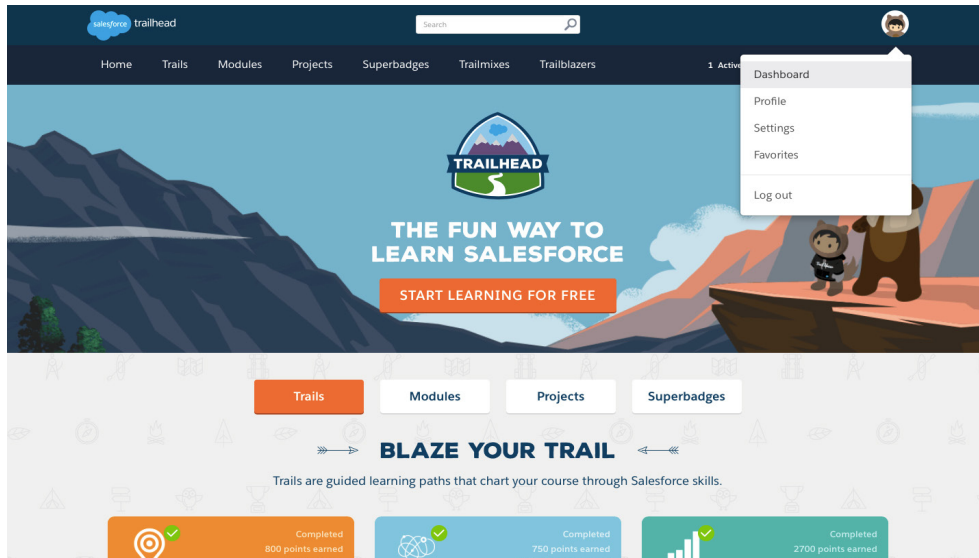 salesforce trailhead
Search
Home Trails Modules Projects Superbadges Trailmixes Trailblazers 1 Active
Dashboard
Profile
Settings
Favorites
Log out
TRAILHEAD
THE FUN WAY TO
LEARN SALESFORCE
START LEARNING FOR FREE
Trails Modules Projects Superbadges
BLAZE YOUR TRAIL
Trails are guided learning paths that chart your course through Salesforce skills.
Completed
800 points earned
Completed
750 points earned
Completed
2700 points earned